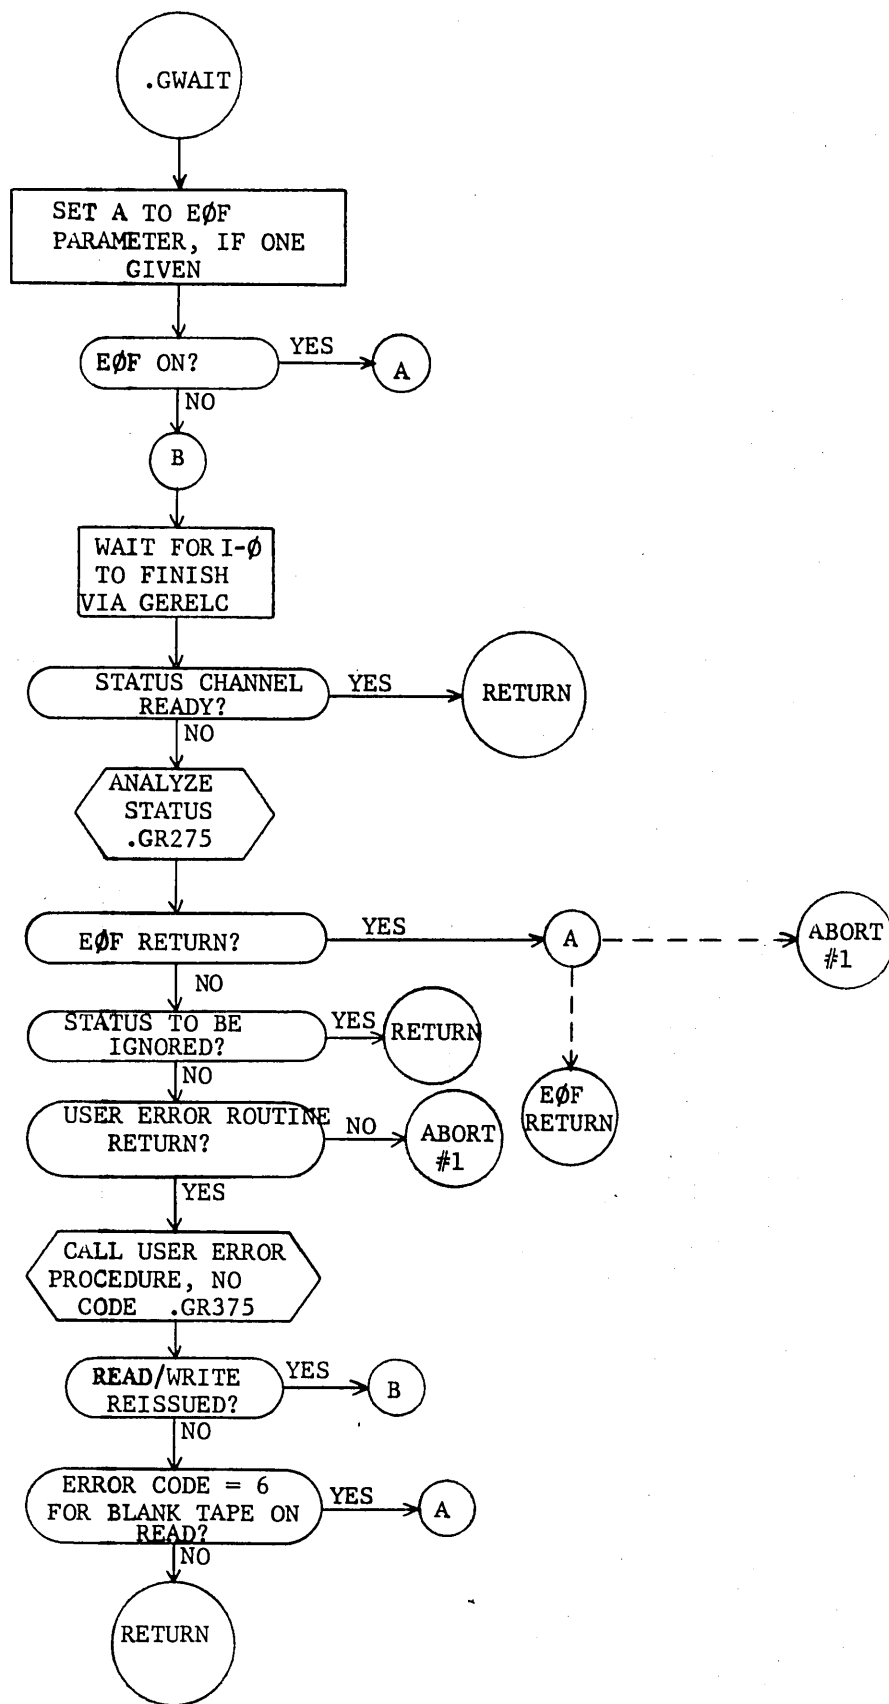 .GWAIT
SET A TO EØF
PARAMETER, IF ONE
GIVEN
EØF ON?
YES
A
NO
B
WAIT FOR I-Ø
TO FINISH
VIA GERELC
STATUS CHANNEL
READY?
YES
RETURN
NO
ANALYZE
STATUS
.GR275
EØF RETURN?
YES
A
ABORT
#1
NO
EØF
RETURN
STATUS TO BE
IGNORED?
YES
RETURN
NO
USER ERROR ROUTINE
RETURN?
NO
ABORT
#1
YES
CALL USER ERROR
PROCEDURE, NO
CODE .GR375
READ/WRITE
REISSUED?
YES
B
NO
ERROR CODE = 6
FOR BLANK TAPE ON
READ?
YES
A
NO
RETURN